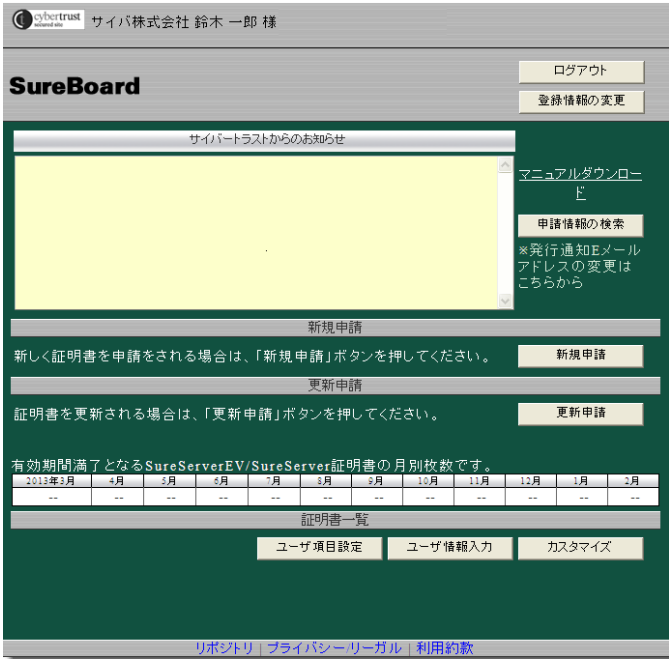 cybertrust
secured site
サイバ株式会社 鈴木 一郎 様
SureBoard
ログアウト
登録情報の変更
サイバートラストからのお知らせ
マニュアルダウンロー
ド
申請情報の検索
※発行通知Eメール
アドレスの変更は
こちらから
新規申請
新しく証明書を申請をされる場合は、「新規申請」ボタンを押してください。
新規申請
更新申請
証明書を更新される場合は、「更新申請」ボタンを押してください。
更新申請
有効期間満了となるSureServerEV/SureServer証明書の月別枚数です。
2013年3月 4月 5月 6月 7月 8月 9月 10月 11月 12月 1月 2月
-- -- -- -- -- -- -- -- -- -- -- --
証明書一覧
ユーザ項目設定 ユーザ情報入力 カスタマイズ
リポジトリ | プライバシー/リーガル | 利用約款